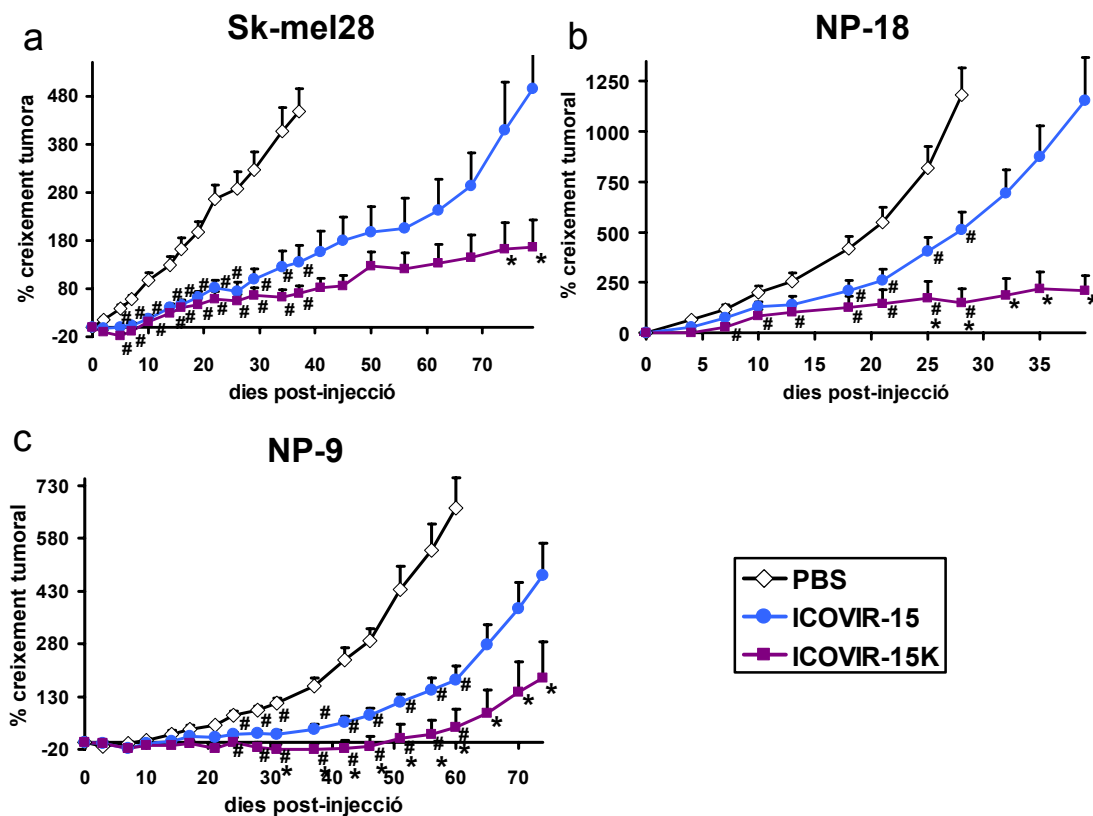 a
Sk-mel28
% creixement tumora
480
380
280
180
80
-20
0 10 20 30 40 50 60 70
dies post-injecció
# # # # # # # # # # #
# # # # # # # # # # # #
* *
b
NP-18
% creixement tumoral
1250
1000
750
500
250
0
0 5 10 15 20 25 30 35
dies post-injecció
# # # #
# # # # # # #
* * * * *
c
NP-9
% creixement tumoral
730
580
430
280
130
-20
0 10 20 30 40 50 60 70
dies post-injecció
# # # # # # # # #
# # # # # # # # #
* * * * * * * * * *
PBS
ICOVIR-15
ICOVIR-15K